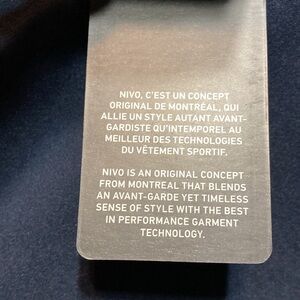 NIVO, C'EST UN CONCEPT
ORIGINAL DE MONTRÉAL, QUI
ALLIE UN STYLE AUTANT AVANT-
GARDISTE QU'INTEMPOREL AU
MEILLEUR DES TECHNOLOGIES
DU VÊTEMENT SPORTIF.
NIVO IS AN ORIGINAL CONCEPT
FROM MONTREAL THAT BLENDS
AN AVANT-GARDE YET TIMELESS
SENSE OF STYLE WITH THE BEST
IN PERFORMANCE GARMENT
TECHNOLOGY.